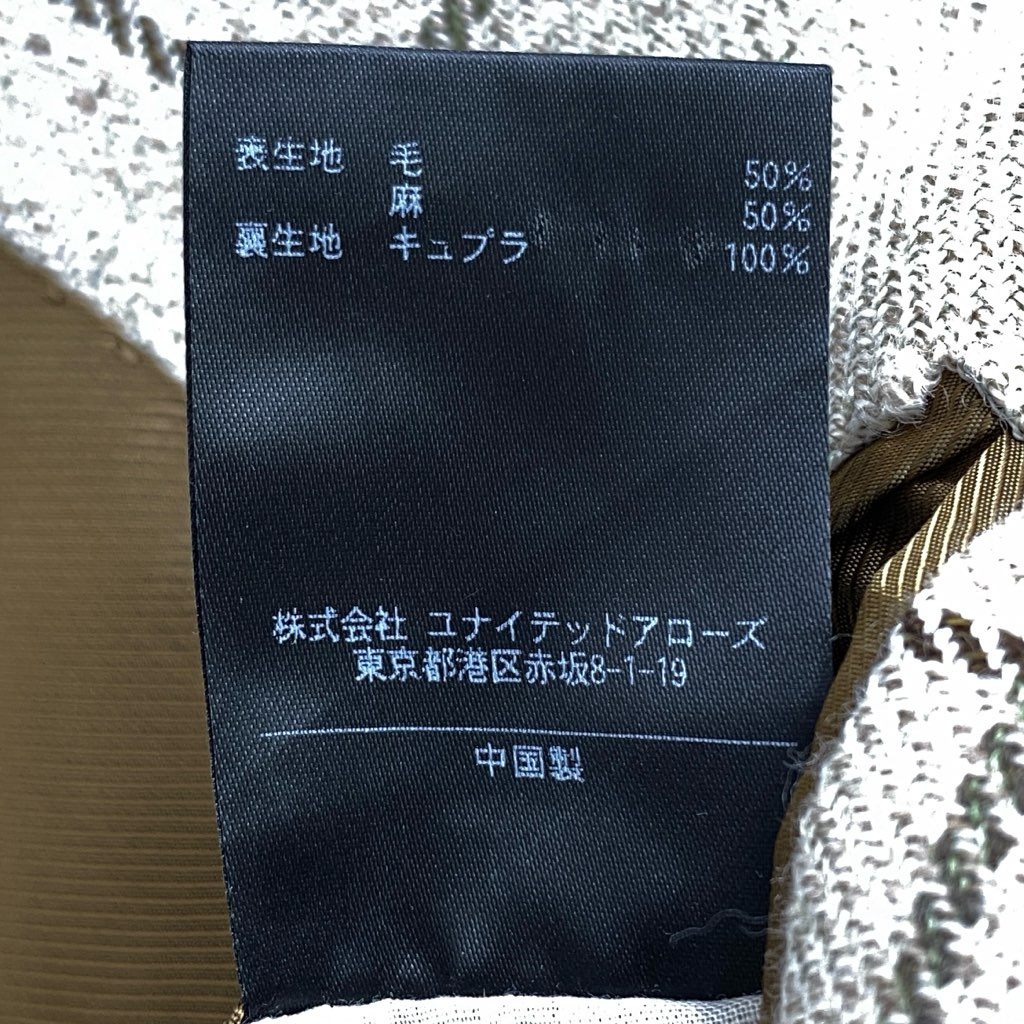 表生地 毛 50%
麻 50%
裏生地 キュプラ 100%
株式会社 ユナイテッドアローズ
東京都港区赤坂8-1-19
中国製